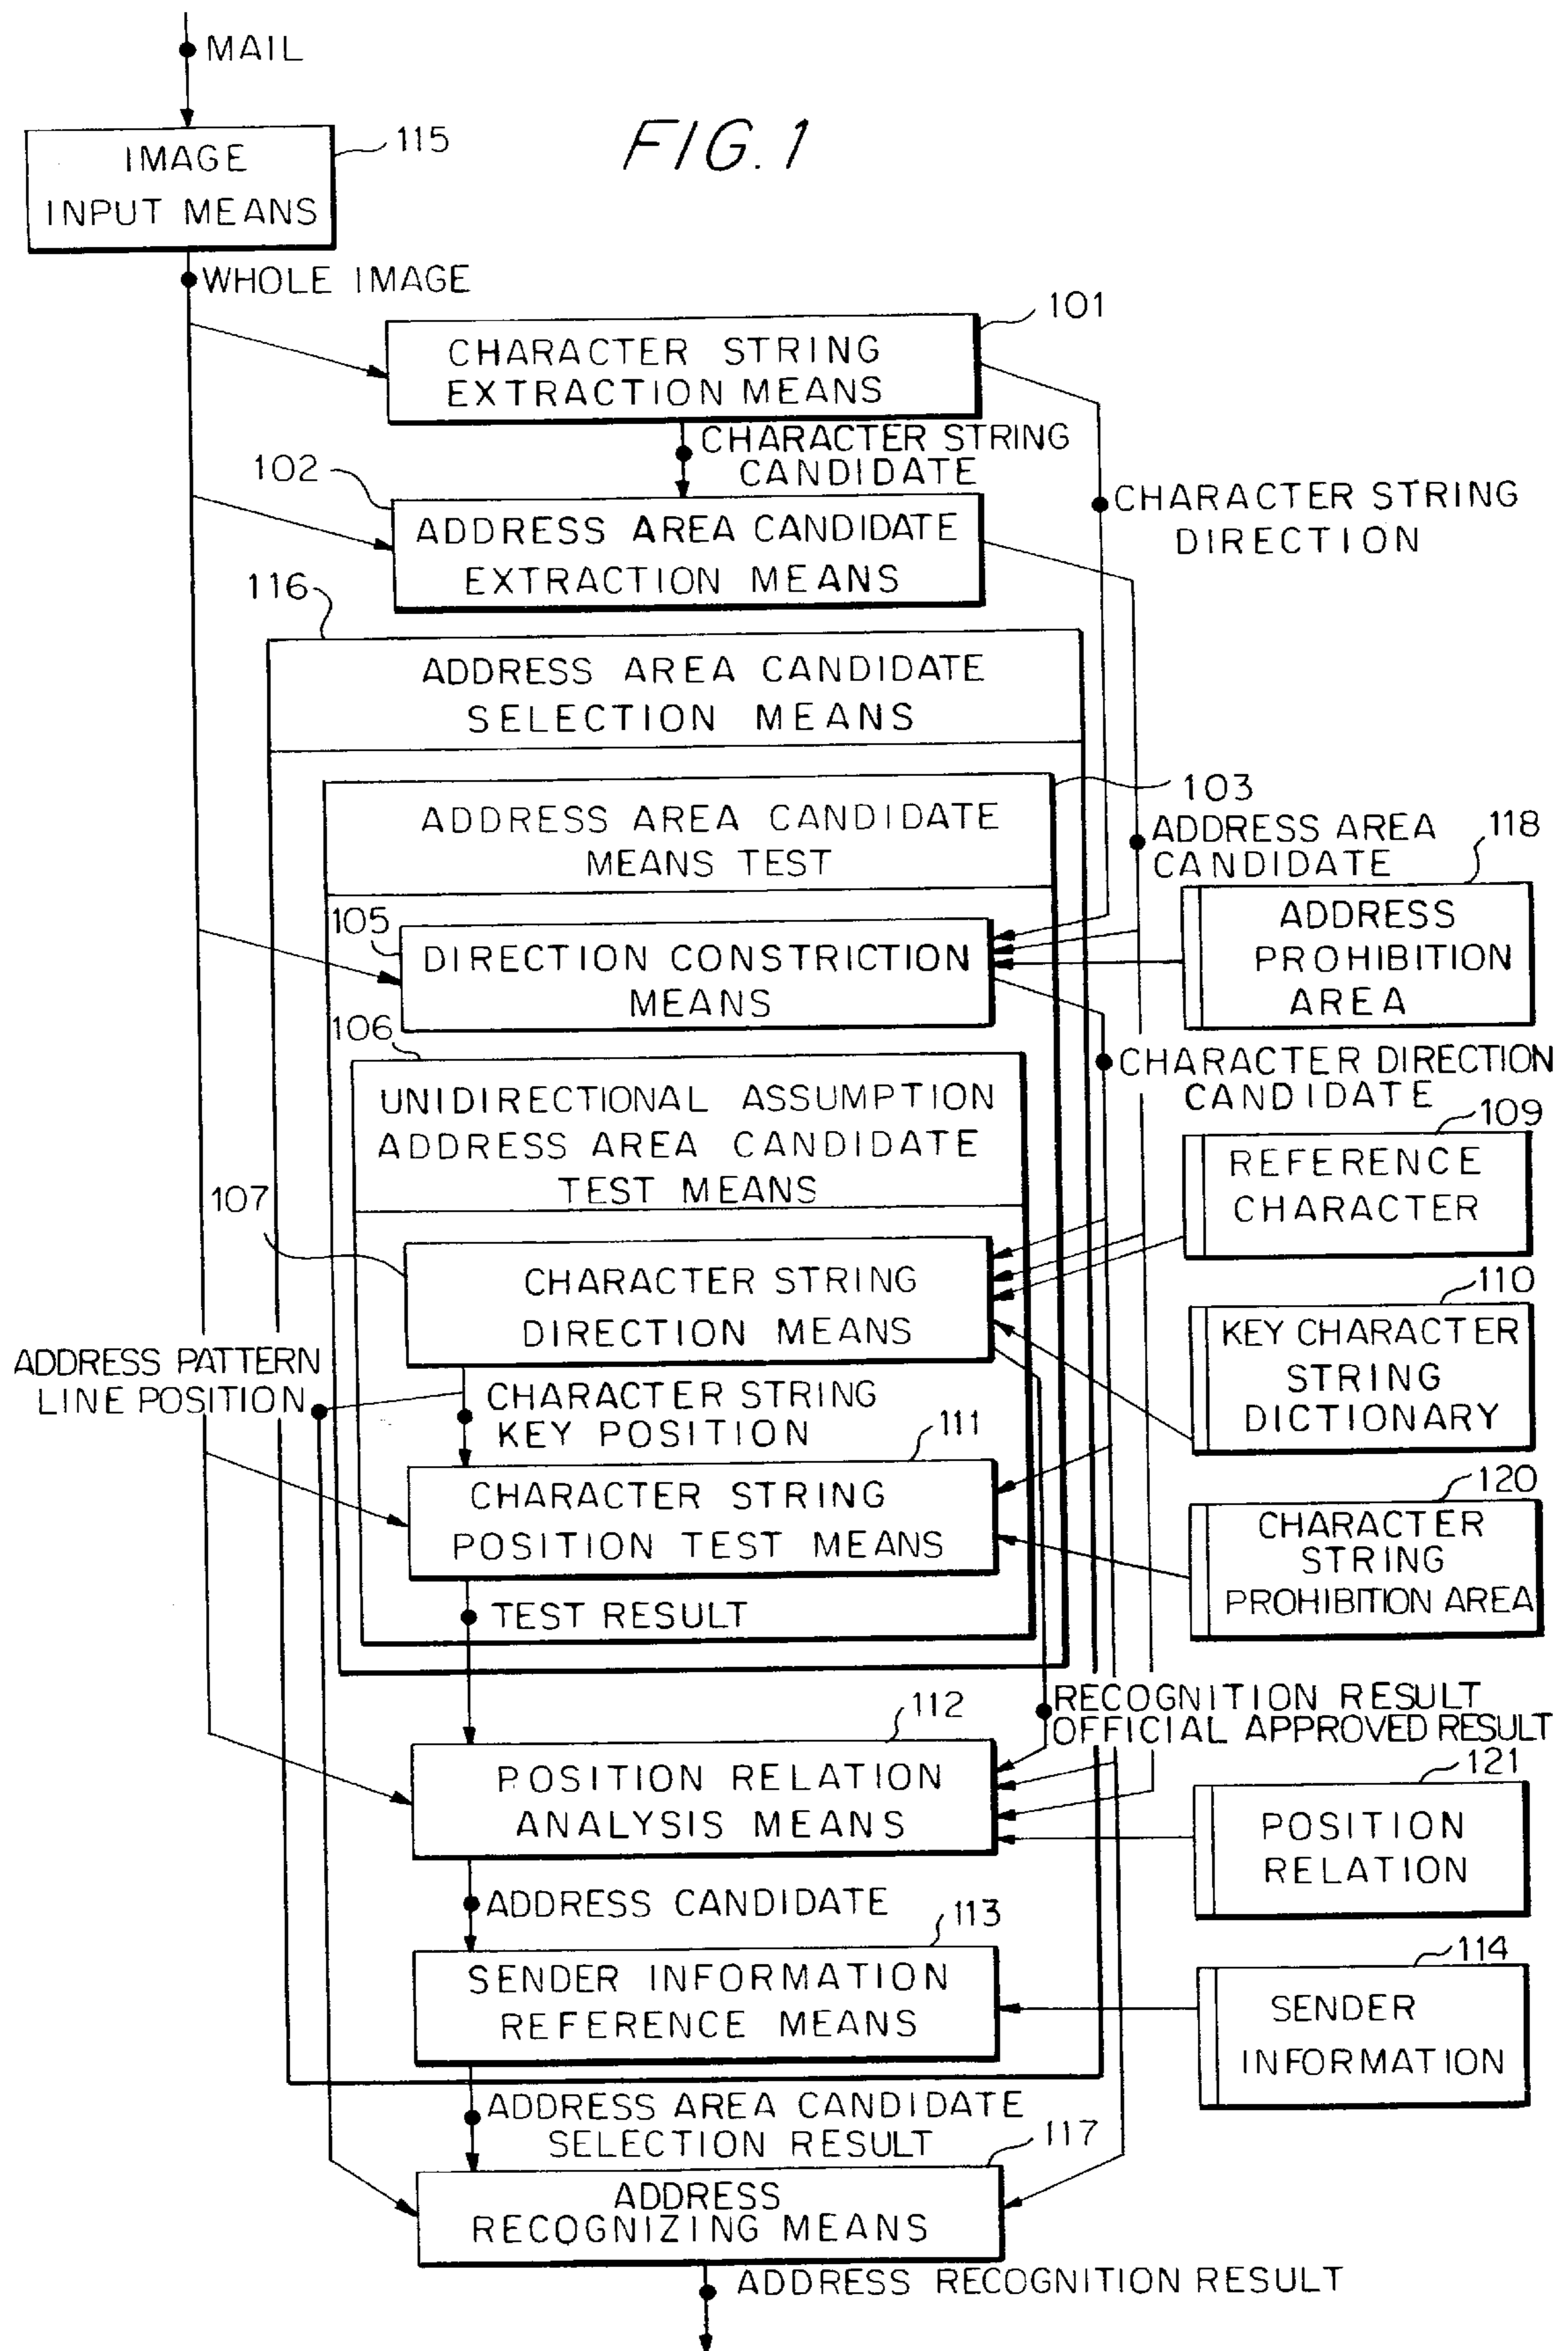 MAIL
FIG. 1
115
IMAGE
INPUT MEANS
WHOLE IMAGE
101
CHARACTER STRING
EXTRACTION MEANS
CHARACTER STRING
CANDIDATE
102
ADDRESS AREA CANDIDATE
EXTRACTION MEANS
CHARACTER STRING
DIRECTION
116
ADDRESS AREA CANDIDATE
SELECTION MEANS
103
ADDRESS AREA CANDIDATE
MEANS TEST
ADDRESS AREA
CANDIDATE
118
ADDRESS
PROHIBITION
AREA
105
DIRECTION CONSTRICTION
MEANS
106
CHARACTER DIRECTION
CANDIDATE
UNIDIRECTIONAL ASSUMPTION
ADDRESS AREA CANDIDATE
TEST MEANS
109
REFERENCE
CHARACTER
107
CHARACTER STRING
DIRECTION MEANS
110
KEY CHARACTER
STRING
DICTIONARY
ADDRESS PATTERN
LINE POSITION
CHARACTER STRING
KEY POSITION
111
CHARACTER STRING
POSITION TEST MEANS
120
CHARACTER
STRING
PROHIBITION AREA
TEST RESULT
RECOGNITION RESULT
OFFICIAL APPROVED RESULT
112
POSITION RELATION
ANALYSIS MEANS
121
POSITION
RELATION
ADDRESS CANDIDATE
113
SENDER INFORMATION
REFERENCE MEANS
114
SENDER
INFORMATION
ADDRESS AREA CANDIDATE
SELECTION RESULT
117
ADDRESS
RECOGNIZING MEANS
ADDRESS RECOGNITION RESULT